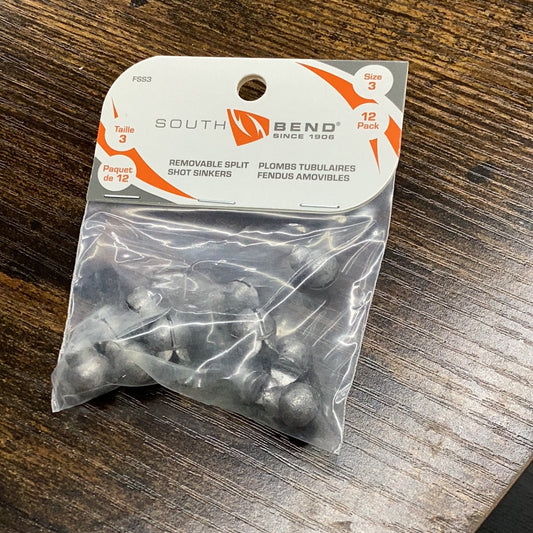 FSS3
Size
3
12
Pack
SOUTH BEND®
SINCE 1906
Taille
3
Paquet
de 12
REMOVABLE SPLIT
SHOT SINKERS
PLOMBS TUBULAIRES
FENDUS AMOVIBLES